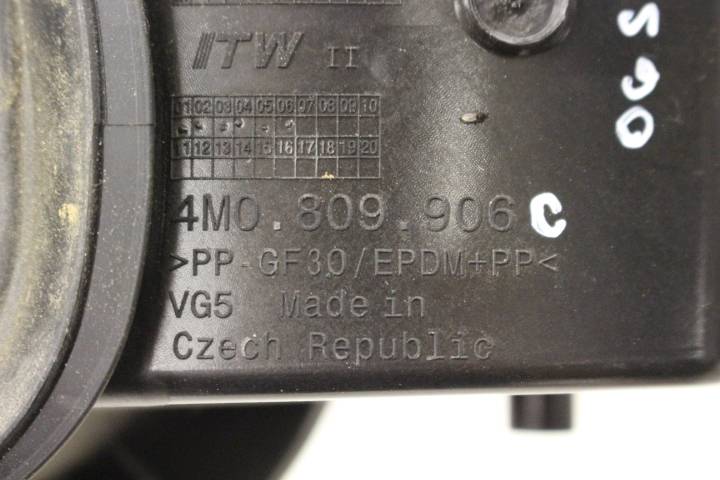 ITW II
01 02 03 04 05 06 07 08 09 10
11 12 13 14 15 16 17 18 19 20
4M0.809.906 C
>PP-GF30/EPDM+PP<
VG5 Made in
Czech Republic